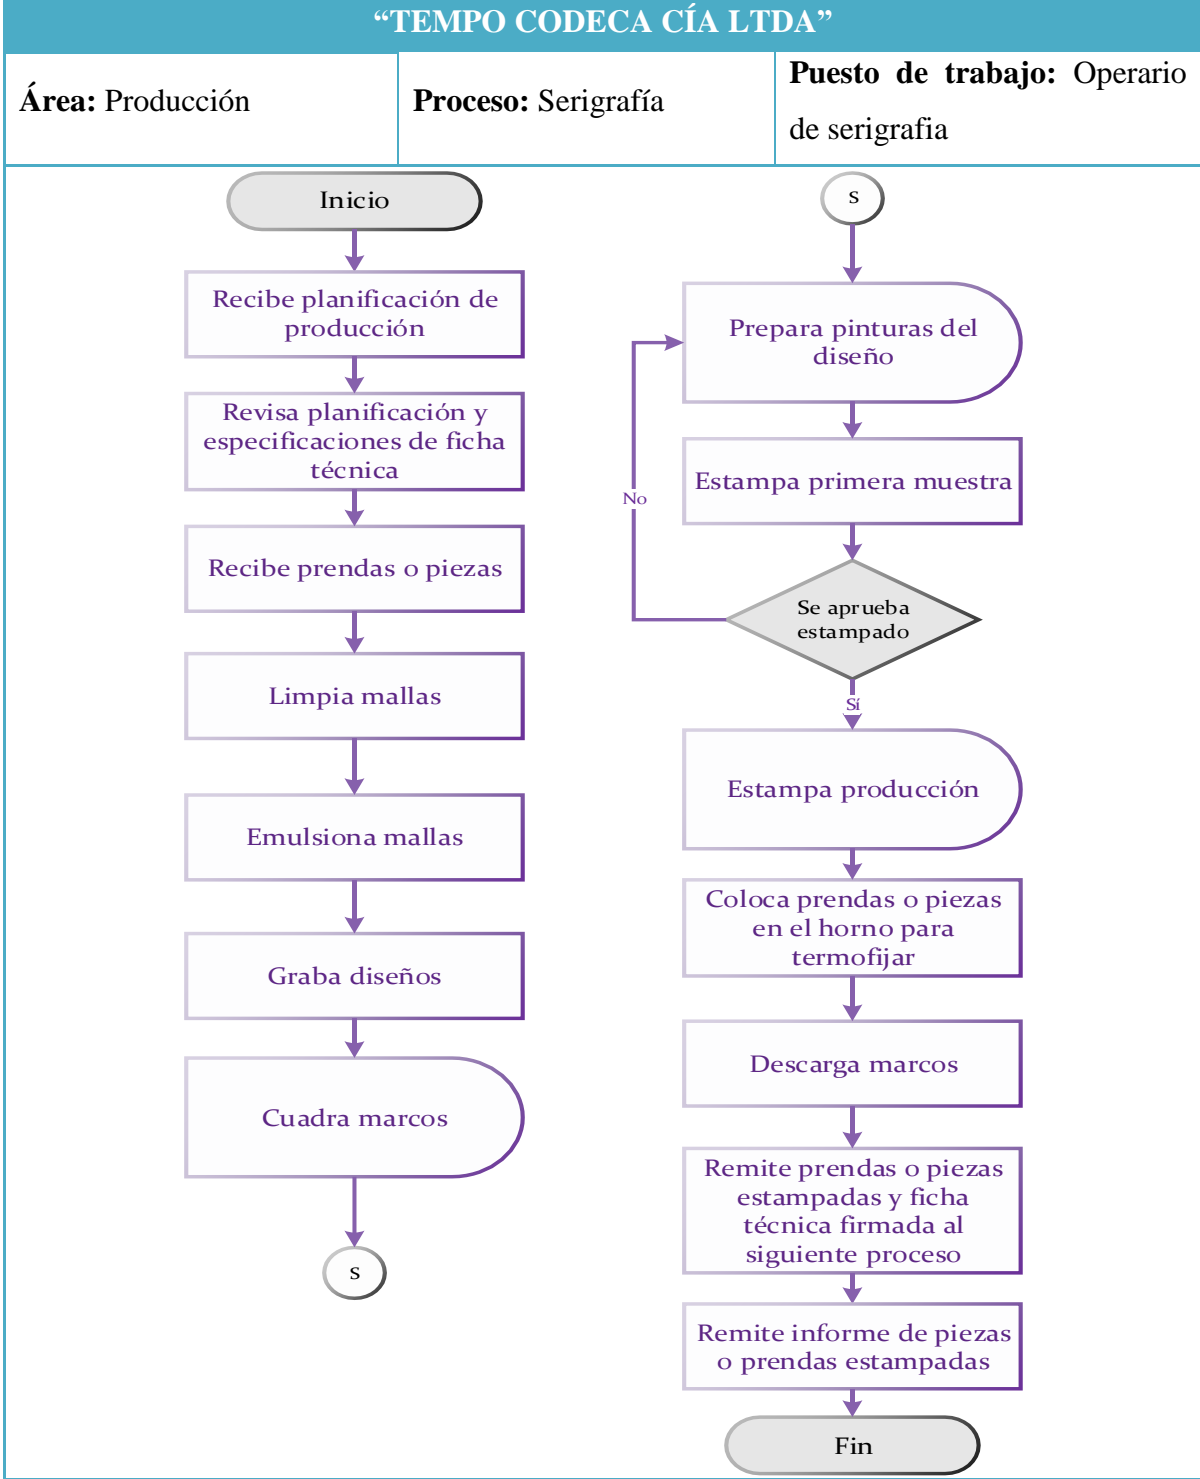 “TEMPO CODECA CÍA LTDA”
Área: Producción
Proceso: Serigrafía
Puesto de trabajo: Operario
de serigrafia
Inicio
Recibe planificación de
producción
Revisa planificación y
especificaciones de ficha
técnica
Recibe prendas o piezas
Limpia mallas
Emulsiona mallas
Graba diseños
Cuadra marcos
s
s
Prepara pinturas del
diseño
Estampa primera muestra
No
Se aprueba
estampado
Sí
Estampa producción
Coloca prendas o piezas
en el horno para
termofijar
Descarga marcos
Remite prendas o piezas
estampadas y ficha
técnica firmada al
siguiente proceso
Remite informe de piezas
o prendas estampadas
Fin